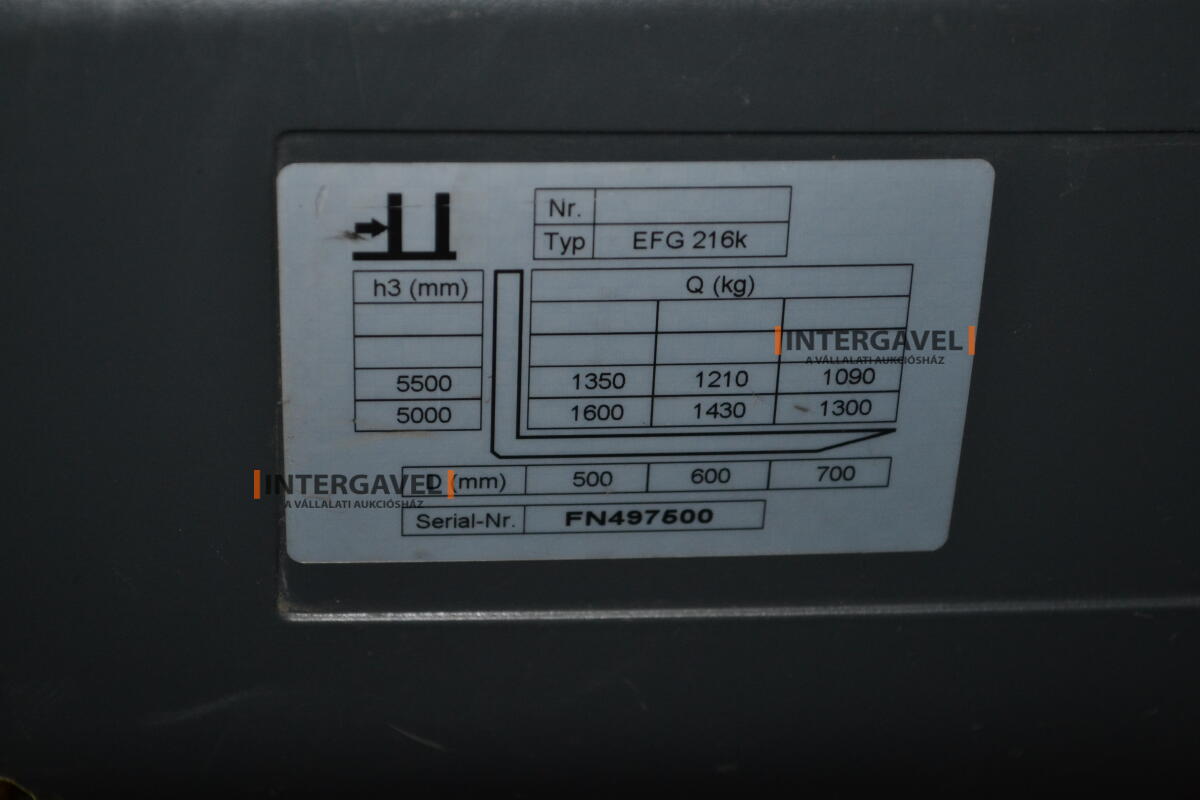 Nr.
Typ EFG 216k
h3 (mm) Q (kg)
5500 1350 1210 1090
5000 1600 1430 1300
D (mm) 500 600 700
Serial-Nr. FN497600
INTERGAVEL
A VÁLLALATI AUKCIÓSHÁZ
INTERGAVEL
A VÁLLALATI AUKCIÓSHÁZ